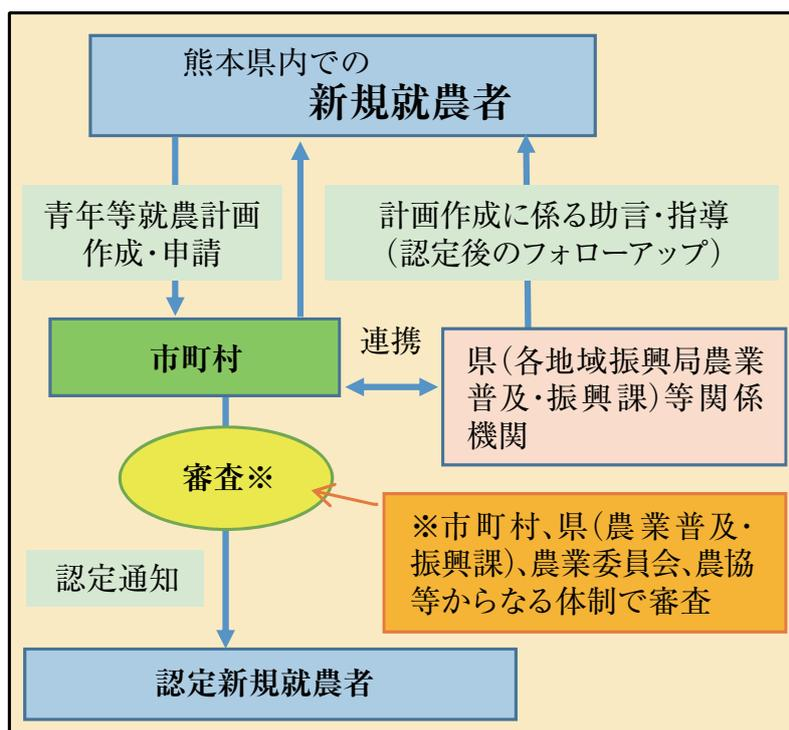 熊本県内での
新規就農者
青年等就農計画
作成・申請
計画作成に係る助言・指導
（認定後のフォローアップ）
市町村
連携
県（各地域振興局農業
普及・振興課）等関係
機関
審査※
※市町村、県（農業普及・
振興課）、農業委員会、農協
等からなる体制で審査
認定通知
認定新規就農者